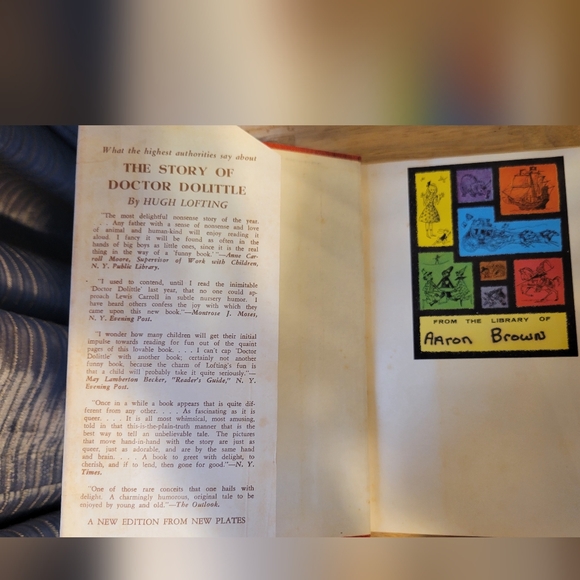 What the highest authorities say about
THE STORY OF
DOCTOR DOLITTLE
By HUGH LOFTING
"The most delightful nonsense story of the year.
. . Any father with a sense of nonsense and love
of animal and human-kind will enjoy reading it
aloud. I fancy it will be found as often in the
hands of big boys as little ones, since it is the real
thing in the way of a 'funny book.'"—Anne Car-
roll Moore, Supervisor of Work with Children,
N. Y. Public Library.
"I used to contend, until I read the inimitable
'Doctor Dolittle' last year, that no one could ap-
proach Lewis Carroll in subtle nursery humor. I
have heard others confess the joy with which they
came upon this new book."—Montrose J. Moses,
N. Y. Evening Post.
"I wonder how many children will get their initial
impulse towards reading for fun out of the quaint
pages of this lovable book. . . . I can't cap 'Doctor
Dolittle' with another book; certainly not another
funny book, because the charm of Lofting's fun is
that a child will probably take it quite seriously."—
May Lamberton Becker, "Reader's Guide," N. Y.
Evening Post.
"Once in a while a book appears that is quite dif-
ferent from any other. . . . As fascinating as it is
queer. . . . It is all most whimsical, most amusing,
told in that this-is-the-plain-truth manner that is the
best way to tell an unbelievable tale. The pictures
that move hand-in-hand with the story are just as
queer, just as adorable, and are by the same hand
and brain. . . . A book to greet with delight, to
cherish, and if to lend, then gone for good."—N. Y.
Times.
"One of those rare conceits that one hails with
delight. A charmingly humorous, original tale to be
enjoyed by young and old."—The Outlook.
A NEW EDITION FROM NEW PLATES
FROM THE LIBRARY OF
Aaron Brown